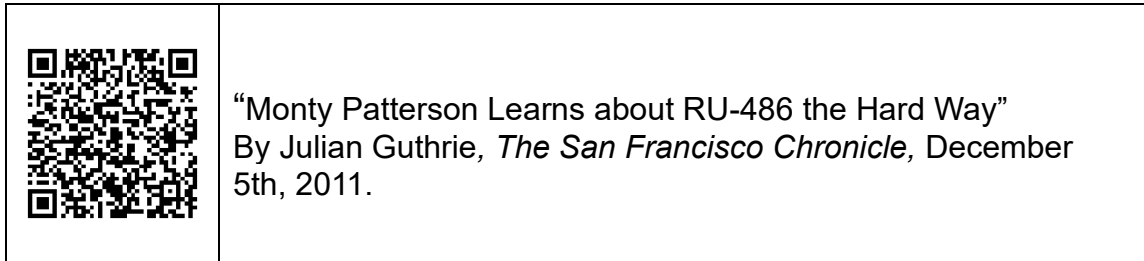 “Monty Patterson Learns about RU-486 the Hard Way”
By Julian Guthrie, The San Francisco Chronicle, December
5th, 2011.